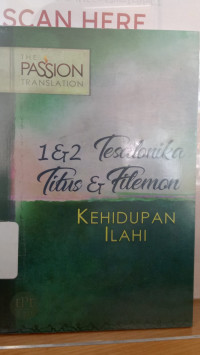 SCAN HERE
THE
PASSION
TRANSLATION
1&2 Tesalonika
Titus & Filemon
KEHIDUPAN
ILAHI